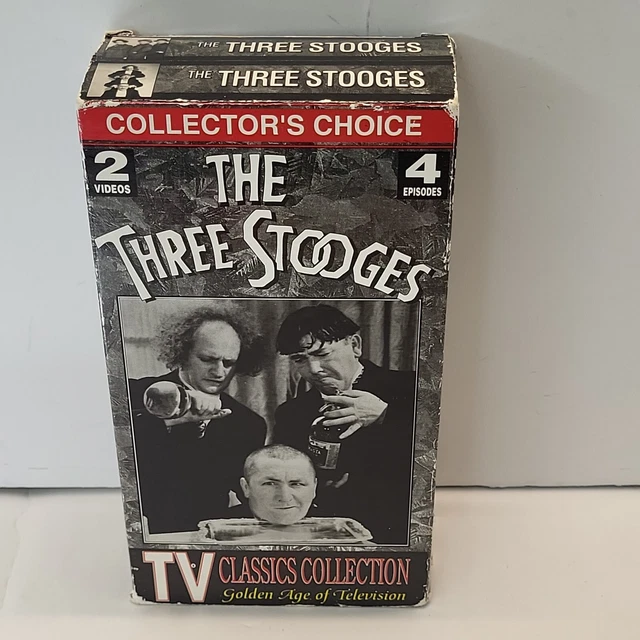 THE THREE STOOGES
THE THREE STOOGES
COLLECTOR'S CHOICE
2
VIDEOS
THE
4
EPISODES
THREE STOOGES
TV CLASSICS COLLECTION
Golden Age of Television